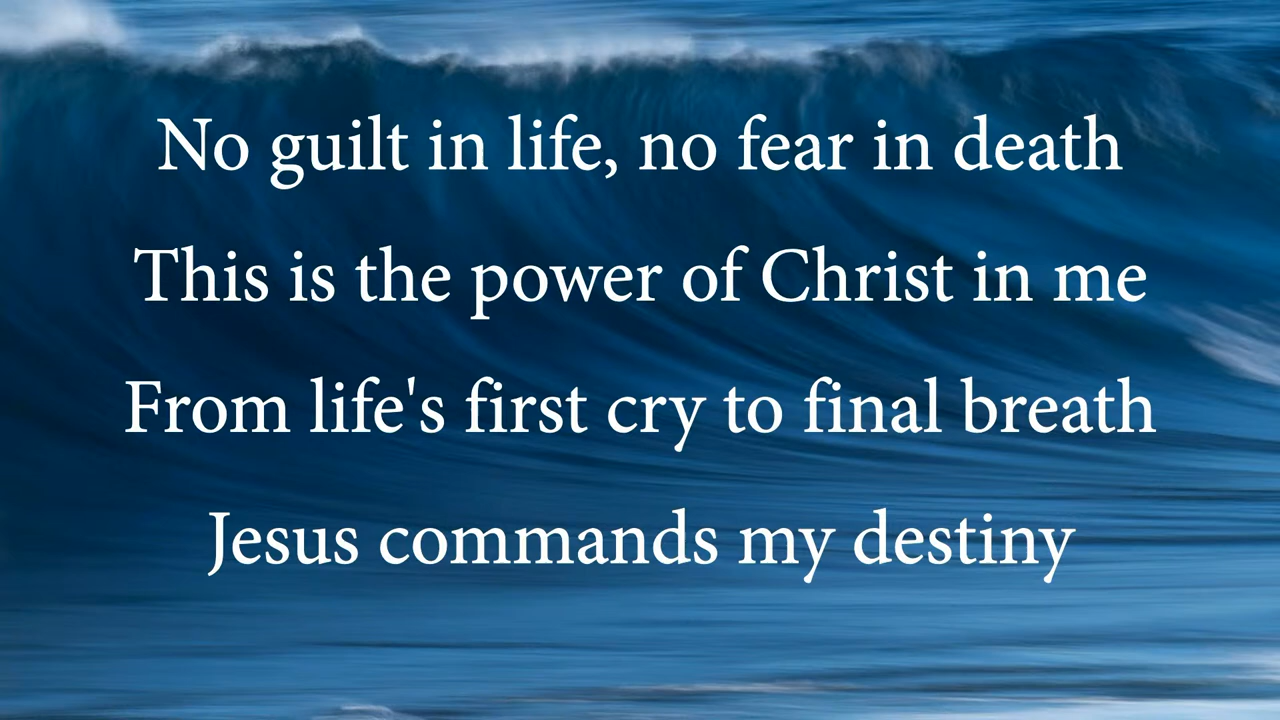 No guilt in life, no fear in death
This is the power of Christ in me
From life's first cry to final breath
Jesus commands my destiny